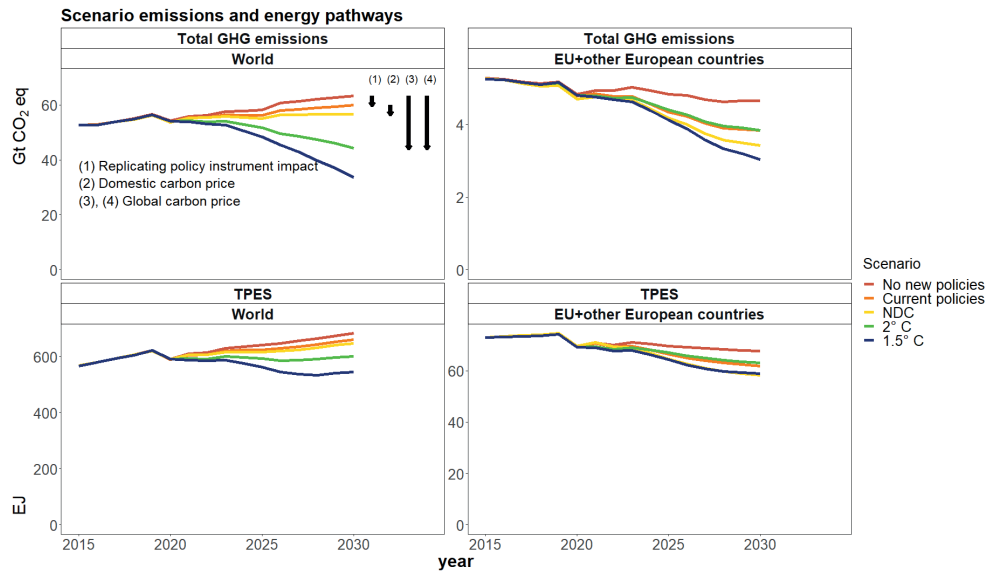 Scenario emissions and energy pathways
Total GHG emissions
World
Total GHG emissions
EU+other European countries
Gt CO2 eq
60
40
20
0
(1) (2) (3) (4)
(1) Replicating policy instrument impact
(2) Domestic carbon price
(3), (4) Global carbon price
4
2
0
TPES
World
TPES
EU+other European countries
EJ
600
400
200
0
60
40
20
0
2015 2020 2025 2030
2015 2020 2025 2030
year
Scenario
No new policies
Current policies
NDC
2° C
1.5° C